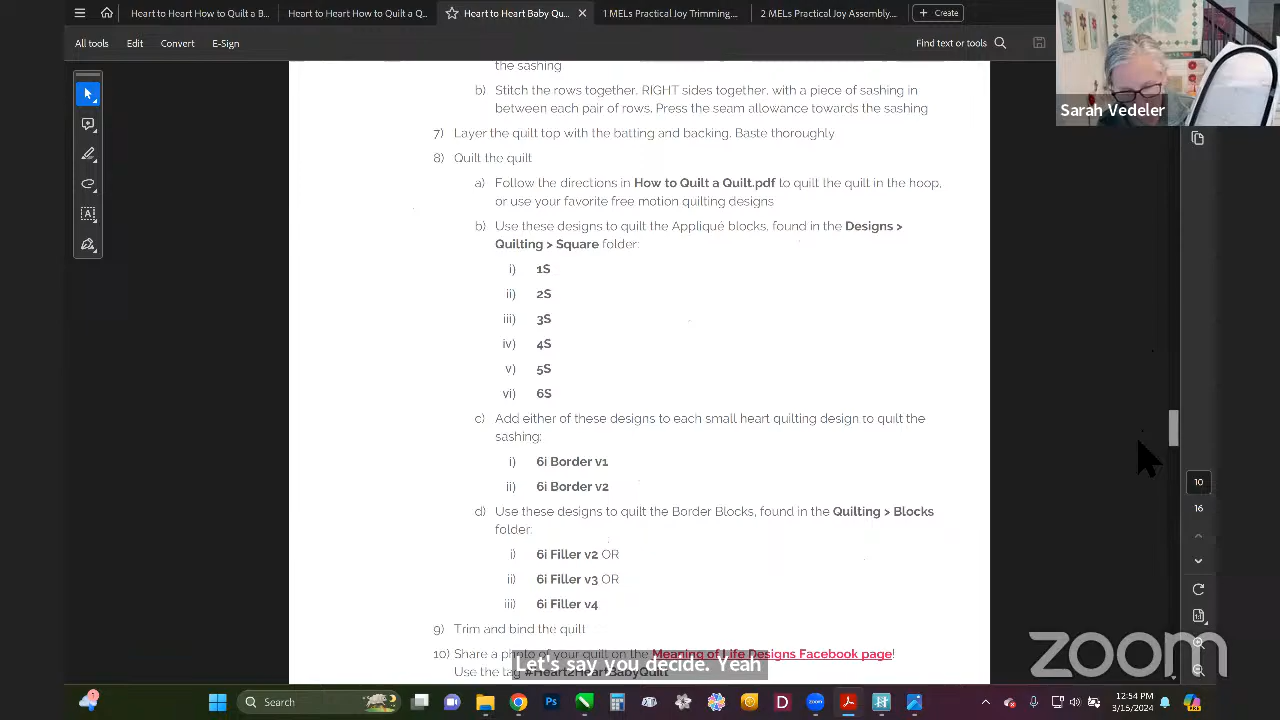 Heart to Heart How to Quilt a B...
Heart to Heart How to Quilt a Q...
Heart to Heart Baby Qu...
1 MELs Practical Joy Trimming....
2 MELs Practical Joy Assembly...
Create
All tools
Edit
Convert
E-Sign
Find text or tools
Sarah Vedeler
the sashing
b) Stitch the rows together, RIGHT sides together, with a piece of sashing in
between each pair of rows. Press the seam allowance towards the sashing
7) Layer the quilt top with the batting and backing. Baste thoroughly
8) Quilt the quilt
a) Follow the directions in How to Quilt a Quilt.pdf to quilt the quilt in the hoop,
or use your favorite free motion quilting designs
b) Use these designs to quilt the Appliqué blocks, found in the Designs >
Quilting > Square folder:
i) 1S
ii) 2S
iii) 3S
iv) 4S
v) 5S
vi) 6S
c) Add either of these designs to each small heart quilting design to quilt the
sashing:
i) 6i Border v1
ii) 6i Border v2
d) Use these designs to quilt the Border Blocks, found in the Quilting > Blocks
folder:
i) 6i Filler v2 OR
ii) 6i Filler v3 OR
iii) 6i Filler v4
9) Trim and bind the quilt
10) Share a photo of your quilt on the Meaning of Life Designs Facebook page!
Let's say you decide. Yeah
Use the tag #Heart2HeartBabyQuilt
10
16
zoom
Search
12:54 PM
3/15/2024